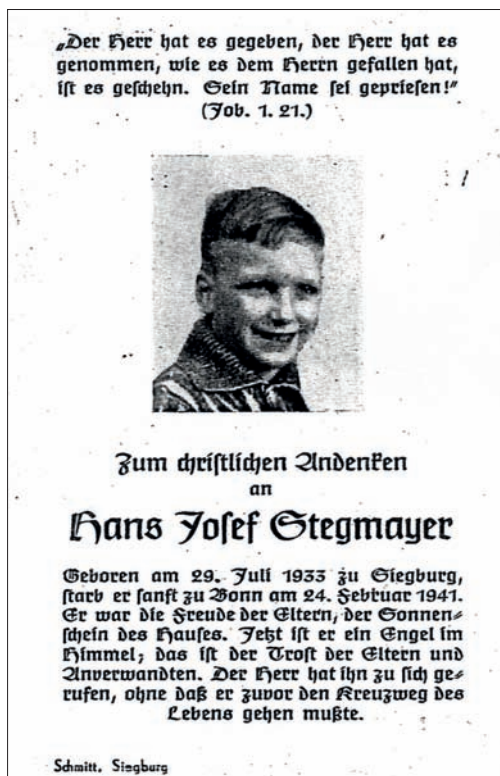 „Der Herr hat es gegeben, der Herr hat es
genommen, wie es dem Herrn gefallen hat,
ist es geschehn. Sein Name sei gepriesen!"
(Job. 1. 21.)
Zum christlichen Andenken
an
Hans Josef Stegmayer
Geboren am 29. Juli 1933 zu Siegburg,
starb er sanft zu Bonn am 24. Februar 1941.
Er war die Freude der Eltern, der Sonnen-
schein des Hauses. Jetzt ist er ein Engel im
Himmel; das ist der Trost der Eltern und
Anverwandten. Der Herr hat ihn zu sich ge-
rufen, ohne daß er zuvor den Kreuzweg des
Lebens gehen mußte.
Schmitt, Siegburg